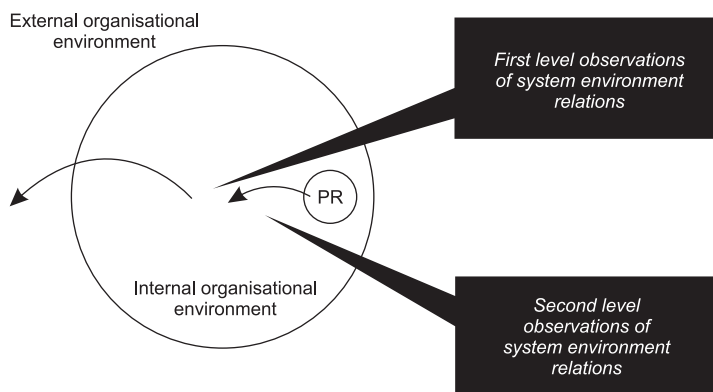 External organisational
environment
First level observations
of system environment
relations
PR
Internal organisational
environment
Second level
observations of
system environment
relations